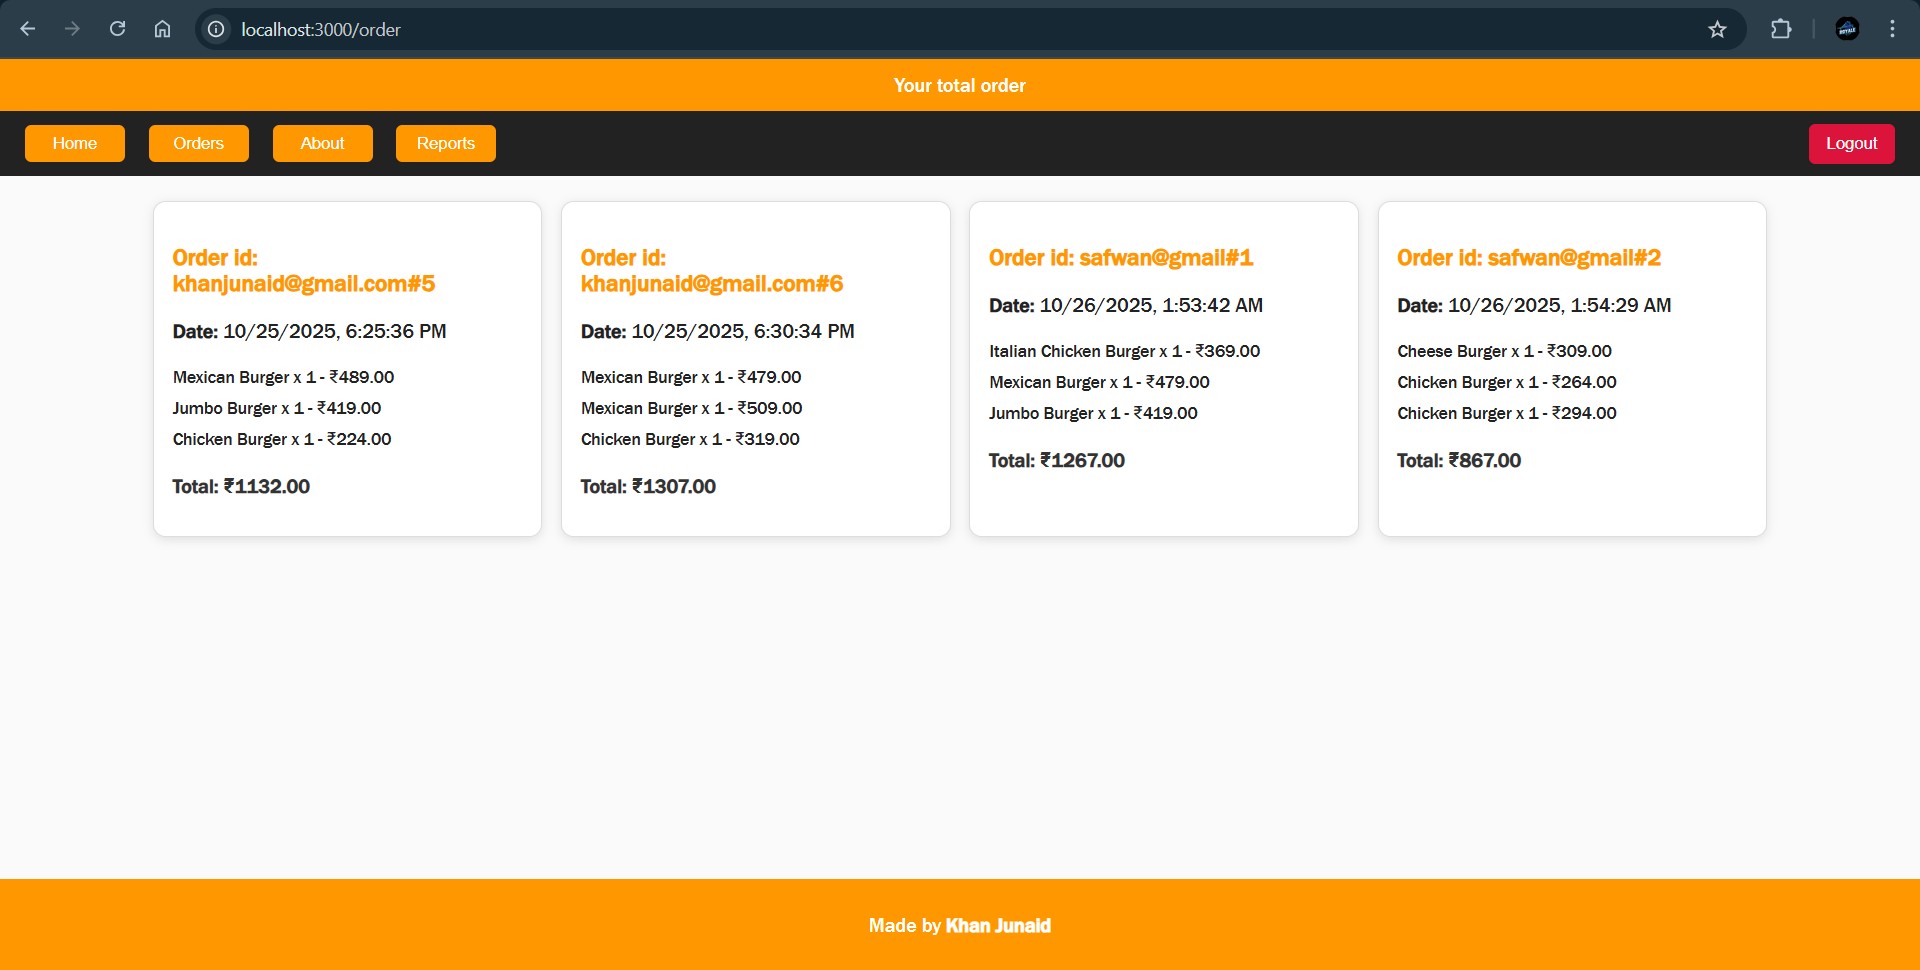 localhost:3000/order
Your total order
Home
Orders
About
Reports
Logout
Order id:
khanjunaid@gmail.com#5
Date: 10/25/2025, 6:25:36 PM
Mexican Burger x 1 - ₹489.00
Jumbo Burger x 1 - ₹419.00
Chicken Burger x 1 - ₹224.00
Total: ₹1132.00
Order id:
khanjunaid@gmail.com#6
Date: 10/25/2025, 6:30:34 PM
Mexican Burger x 1 - ₹479.00
Mexican Burger x 1 - ₹509.00
Chicken Burger x 1 - ₹319.00
Total: ₹1307.00
Order id: safwan@gmail#1
Date: 10/26/2025, 1:53:42 AM
Italian Chicken Burger x 1 - ₹369.00
Mexican Burger x 1 - ₹479.00
Jumbo Burger x 1 - ₹419.00
Total: ₹1267.00
Order id: safwan@gmail#2
Date: 10/26/2025, 1:54:29 AM
Cheese Burger x 1 - ₹309.00
Chicken Burger x 1 - ₹264.00
Chicken Burger x 1 - ₹294.00
Total: ₹867.00
Made by Khan Junaid